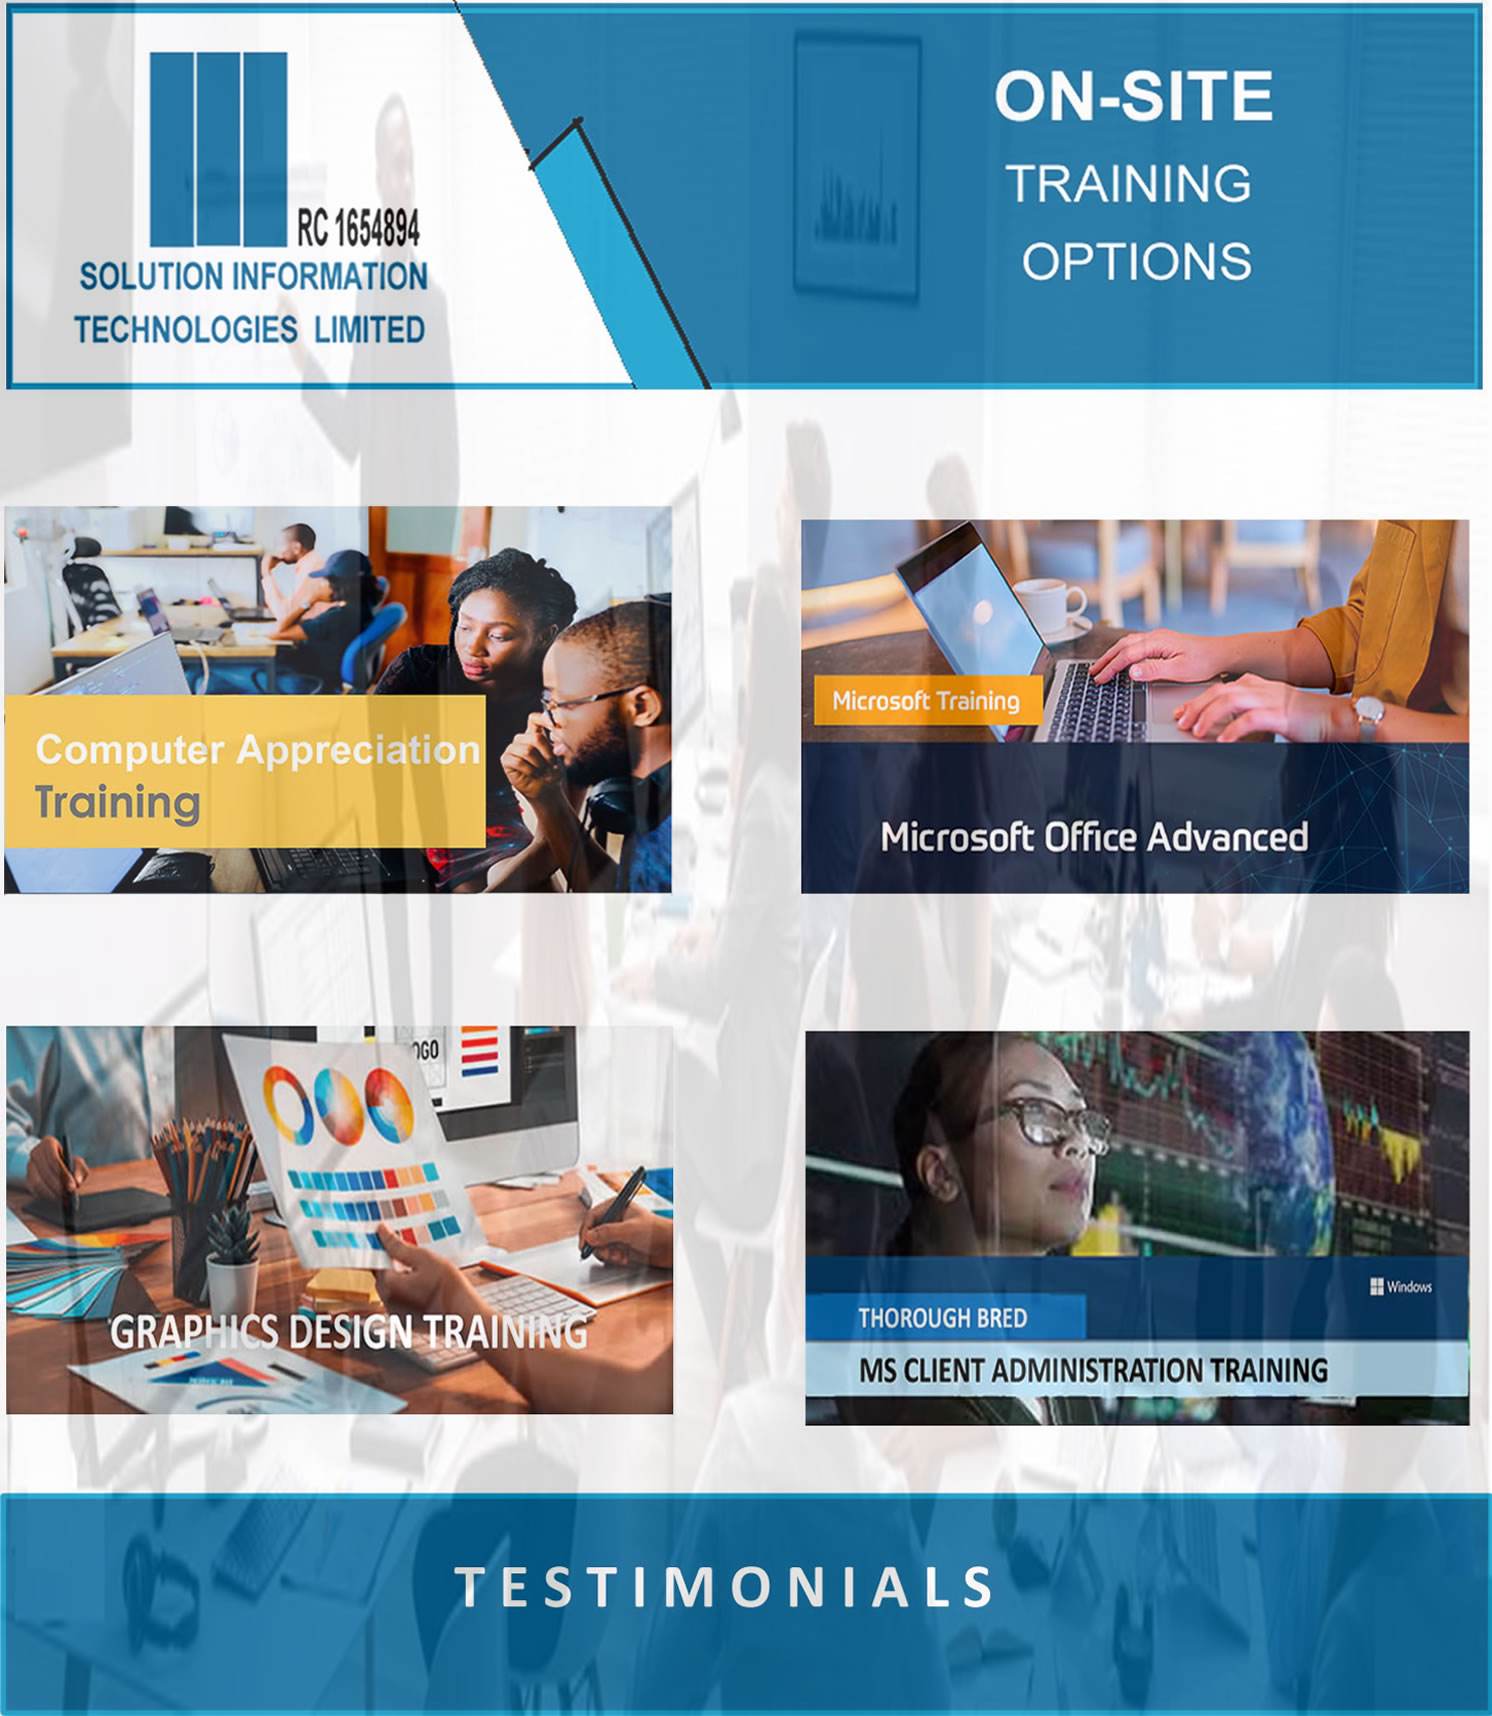 RC 1654894
SOLUTION INFORMATION
TECHNOLOGIES LIMITED
ON-SITE
TRAINING
OPTIONS
Computer Appreciation
Training
Microsoft Training
Microsoft Office Advanced
OGO
GRAPHICS DESIGN TRAINING
Windows
THOROUGH BRED
MS CLIENT ADMINISTRATION TRAINING
TESTIMONIALS